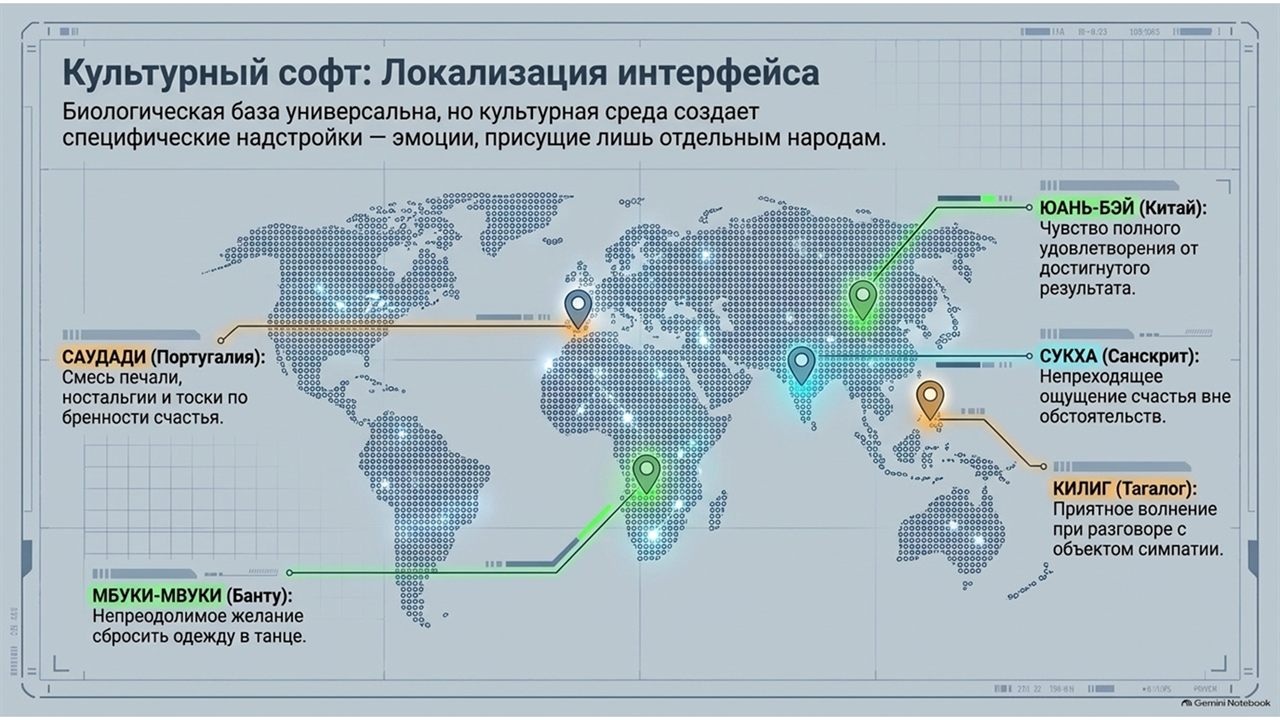 Культурный софт: Локализация интерфейса
Биологическая база универсальна, но культурная среда создает
специфические надстройки — эмоции, присущие лишь отдельным народам.
ЮАНЬ-БЭЙ (Китай):
Чувство полного
удовлетворения от
достигнутого
результата.
САУДАДИ (Португалия):
Смесь печали,
ностальгии и тоски по
бренности счастья.
СУКХА (Санскрит):
Непреходящее
ощущение счастья вне
обстоятельств.
КИЛИГ (Тагалог):
Приятное волнение
при разговоре с
объектом симпатии.
МБУКИ-МВУКИ (Банту):
Непреодолимое желание
сбросить одежду в танце.
Gemini Notebook